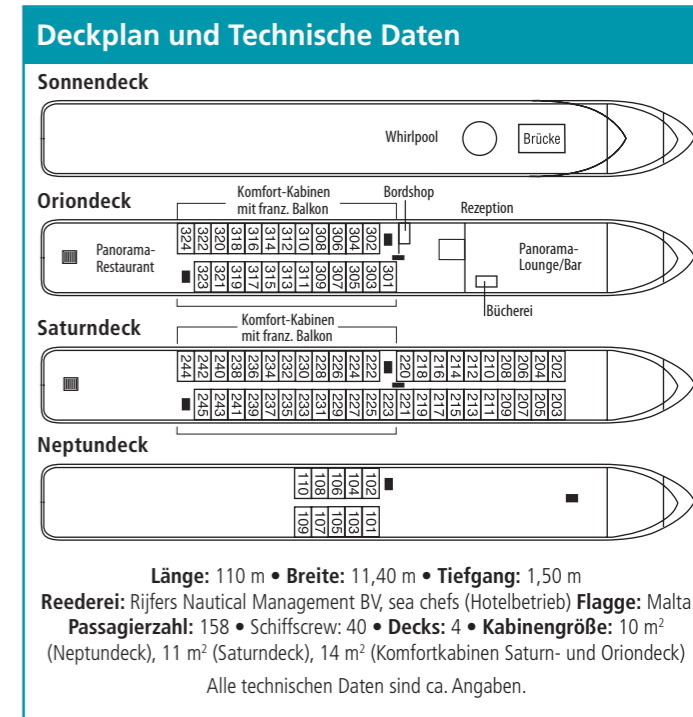 Deckplan und Technische Daten
Sonnendeck
Whirlpool
Brücke
Oriondeck
Komfort-Kabinen
mit franz. Balkon
Bordshop
Rezeption
Panorama-
Restaurant
324 322 320 318 316 314 312 310 308 306 304 302
323 321 319 317 315 313 311 309 307 305 303 301
Panorama-
Lounge/Bar
Bücherei
Saturndeck
Komfort-Kabinen
mit franz. Balkon
244 242 240 238 236 234 232 230 228 226 224 222 220 218 216 214 212 210 208 206 204 202
245 243 241 239 237 235 233 231 229 227 225 223 221 219 217 215 213 211 209 207 205 203
Neptundeck
110 108 106 104 102
109 107 105 103 101
Länge: 110 m • Breite: 11,40 m • Tiefgang: 1,50 m
Reederei: Rijfers Nautical Management BV, sea chefs (Hotelbetrieb) Flagge: Malta
Passagierzahl: 158 • Schiffscrew: 40 • Decks: 4 • Kabinengröße: 10 m²
(Neptundeck), 11 m² (Saturndeck), 14 m² (Komfortkabinen Saturn- und Oriondeck)
Alle technischen Daten sind ca. Angaben.